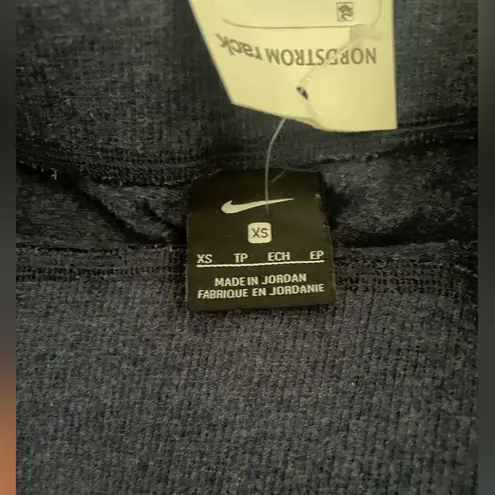 NORDSTROM rack
XS
XS TP ECH EP
MADE IN JORDAN
FABRIQUE EN JORDANIE